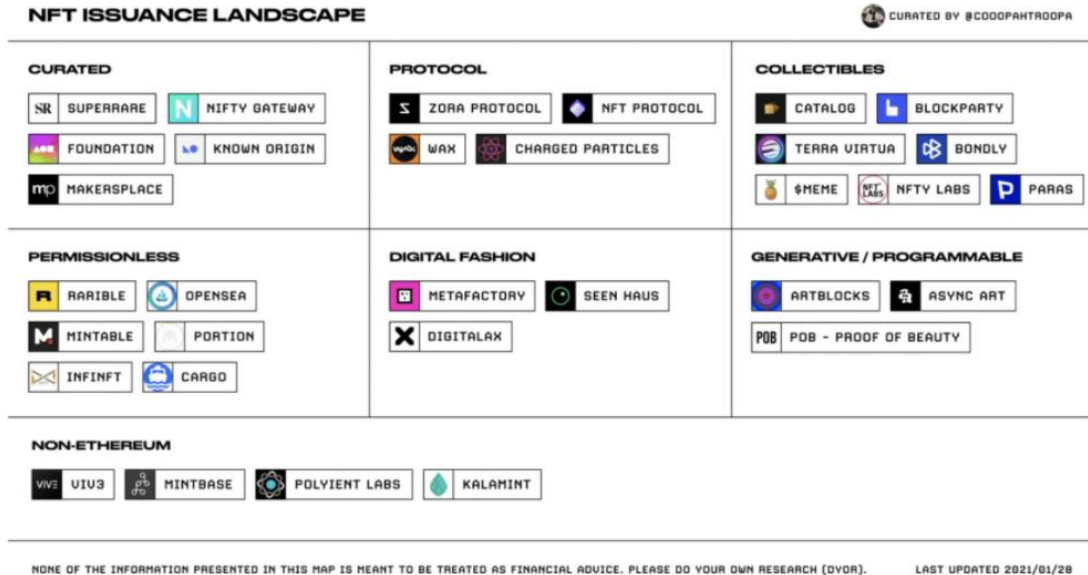 NFT ISSUANCE LANDSCAPE
CURATED BY @COOOPAHTROOPA
CURATED
SR SUPERRARE
N NIFTY GATEWAY
FOUNDATION
KNOWN ORIGIN
mp MAKERSPLACE
PROTOCOL
Z ZORA PROTOCOL
NFT PROTOCOL
WAX WAX
CHARGED PARTICLES
COLLECTIBLES
CATALOG
BLOCKPARTY
TERRA VIRTUA
BONDLY
$MEME
NFT LABS NFTY LABS
PARAS
PERMISSIONLESS
R RARIBLE
OPENSEA
M MINTABLE
PORTION
INFINFT
CARGO
DIGITAL FASHION
METAFACTORY
SEEN HAUS
X DIGITALAX
GENERATIVE / PROGRAMMABLE
ARTBLOCKS
ASYNC ART
POB POB - PROOF OF BEAUTY
NON-ETHEREUM
VIV3 VIV3
MINTBASE
POLYIENT LABS
KALAMINT
NONE OF THE INFORMATION PRESENTED IN THIS MAP IS MEANT TO BE TREATED AS FINANCIAL ADVICE. PLEASE DO YOUR OWN RESEARCH (DYOR).
LAST UPDATED 2021/01/28